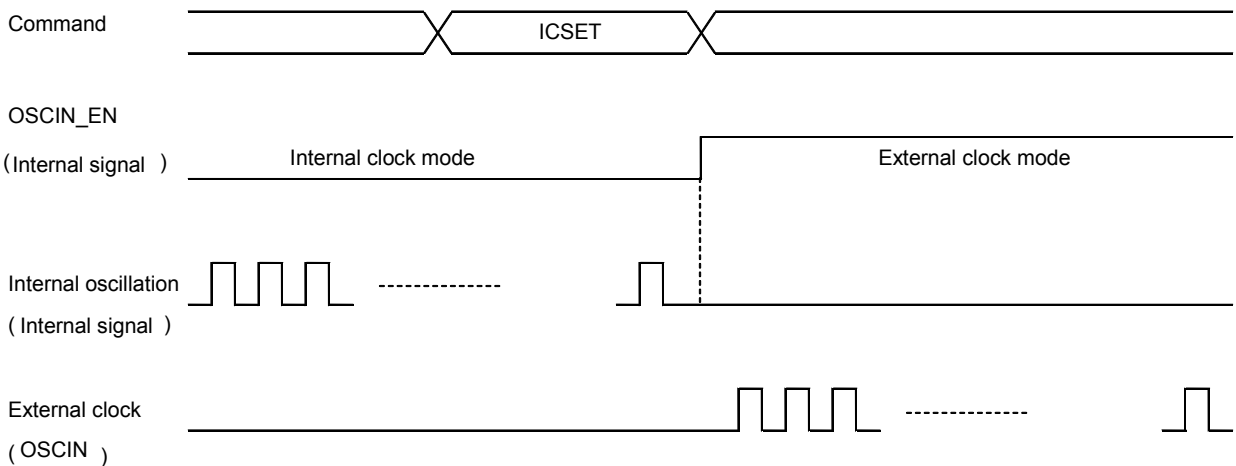 Command
ICSET
OSCIN_EN
(Internal signal )
Internal clock mode
External clock mode
Internal oscillation
( Internal signal )
External clock
( OSCIN )